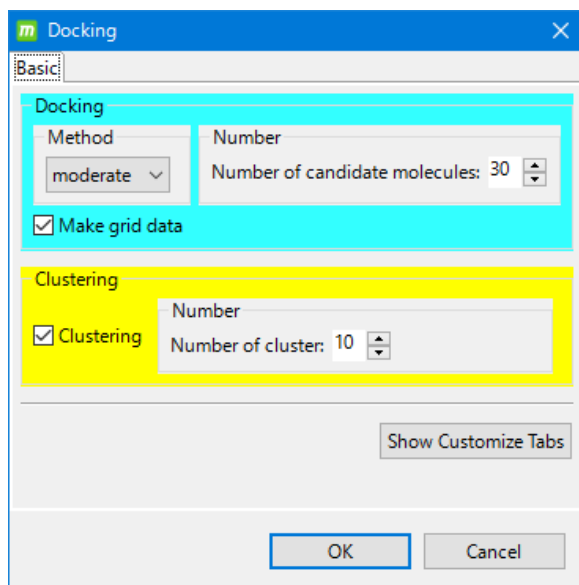 m Docking
Basic
Docking
Method
moderate
Number
Number of candidate molecules: 30
Make grid data
Clustering
Clustering
Number
Number of cluster: 10
Show Customize Tabs
OK
Cancel